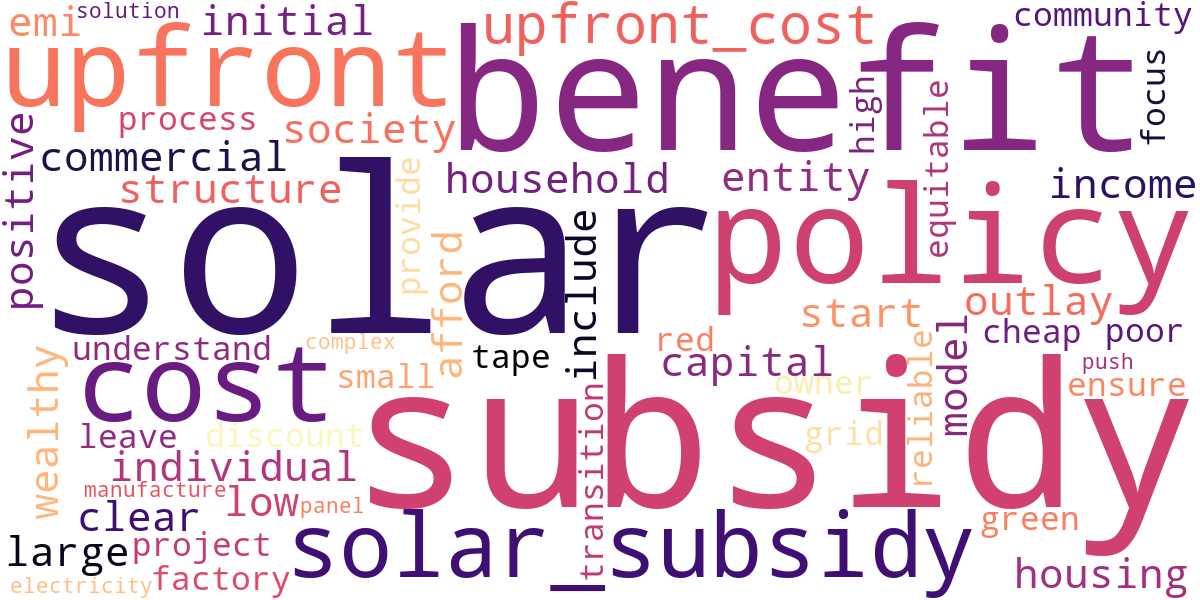 emi
solution
initial
upfront_cost
community
upfront
benefit
focus
high
equitable
process
society
positive
commercial
structure
provide
household
entity
income
solar
policy
include
afford
start
outlay
model
cheap
poor
red
understand
complex
tape
capital
push
wealthy
cost
small
owner
reliable
ensure
subsidy
leave
discount
grid
transition
individual
manufacture
low
panel
clear
solar_subsidy
green
large
project
electricity
factory
housing